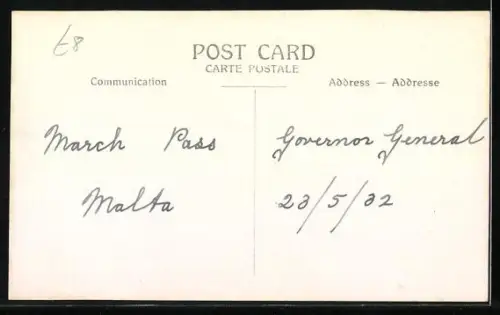 £8
POST CARD
CARTE POSTALE
Communication
Address — Addresse
March Pass
Malta
Governor General
23/5/32